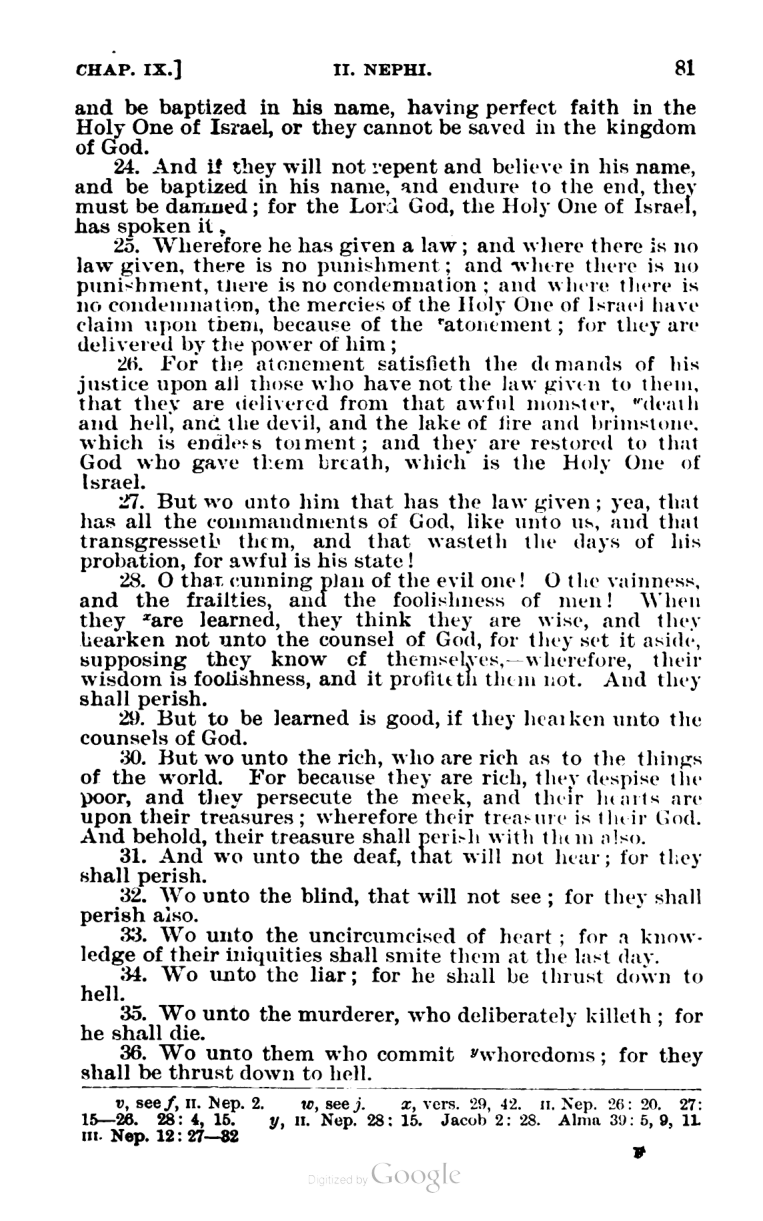 CHAP. IX.] II. NEPHI. 81
and be baptized in his name, having perfect faith in the
Holy One of Israel, or they cannot be saved in the kingdom
of God.
24. And if they will not repent and believe in his name,
and be baptized in his name, and endure to the end, they
must be damned; for the Lord God, the Holy One of Israel,
has spoken it,
25. Wherefore he has given a law; and where there is no
law given, there is no punishment; and where there is no
punishment, there is no condemnation; and where there is
no condemnation, the mercies of the Holy One of Israel have
claim upon them, because of the ᵛatonement; for they are
delivered by the power of him;
26. For the atonement satisfieth the demands of his
justice upon all those who have not the law given to them,
that they are delivered from that awful monster, ʷdeath
and hell, and the devil, and the lake of fire and brimstone,
which is endless torment; and they are restored to that
God who gave them breath, which is the Holy One of
Israel.
27. But wo unto him that has the law given; yea, that
has all the commandments of God, like unto us, and that
transgresseth them, and that wasteth the days of his
probation, for awful is his state!
28. O that cunning plan of the evil one! O the vainness,
and the frailties, and the foolishness of men! When
they ˣare learned, they think they are wise, and they
hearken not unto the counsel of God, for they set it aside,
supposing they know of themselves,—wherefore, their
wisdom is foolishness, and it profiteth them not. And they
shall perish.
29. But to be learned is good, if they hearken unto the
counsels of God.
30. But wo unto the rich, who are rich as to the things
of the world. For because they are rich, they despise the
poor, and they persecute the meek, and their hearts are
upon their treasures; wherefore their treasure is their God.
And behold, their treasure shall perish with them also.
31. And wo unto the deaf, that will not hear; for they
shall perish.
32. Wo unto the blind, that will not see; for they shall
perish also.
33. Wo unto the uncircumcised of heart; for a know-
ledge of their iniquities shall smite them at the last day.
34. Wo unto the liar; for he shall be thrust down to
hell.
35. Wo unto the murderer, who deliberately killeth; for
he shall die.
36. Wo unto them who commit ʸwhoredoms; for they
shall be thrust down to hell.
v, see f, II. Nep. 2. w, see j. x, vers. 29, 42. II. Nep. 26: 20. 27:
15—26. 28: 4, 15. y, II. Nep. 28: 15. Jacob 2: 28. Alma 39: 5, 9, 11.
III. Nep. 12: 27—32
F
Digitized by Google